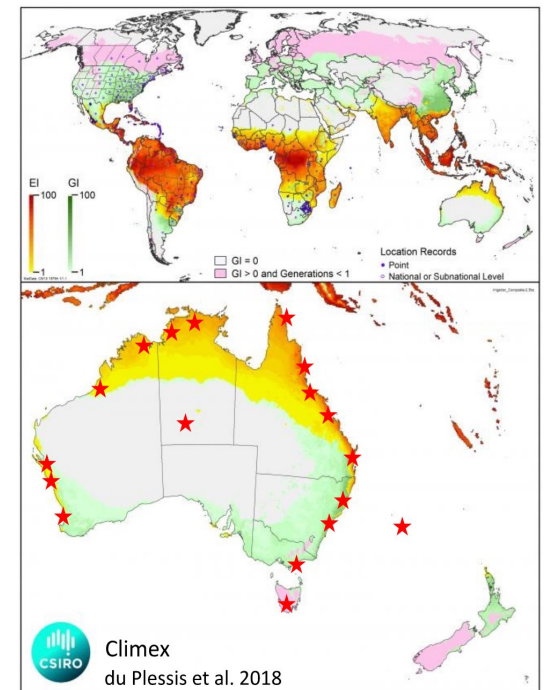 EI GI
100 100
1 1
GI = 0
GI > 0 and Generations < 1
Location Records
Point
National or Subnational Level
CSIRO
Climex
du Plessis et al. 2018